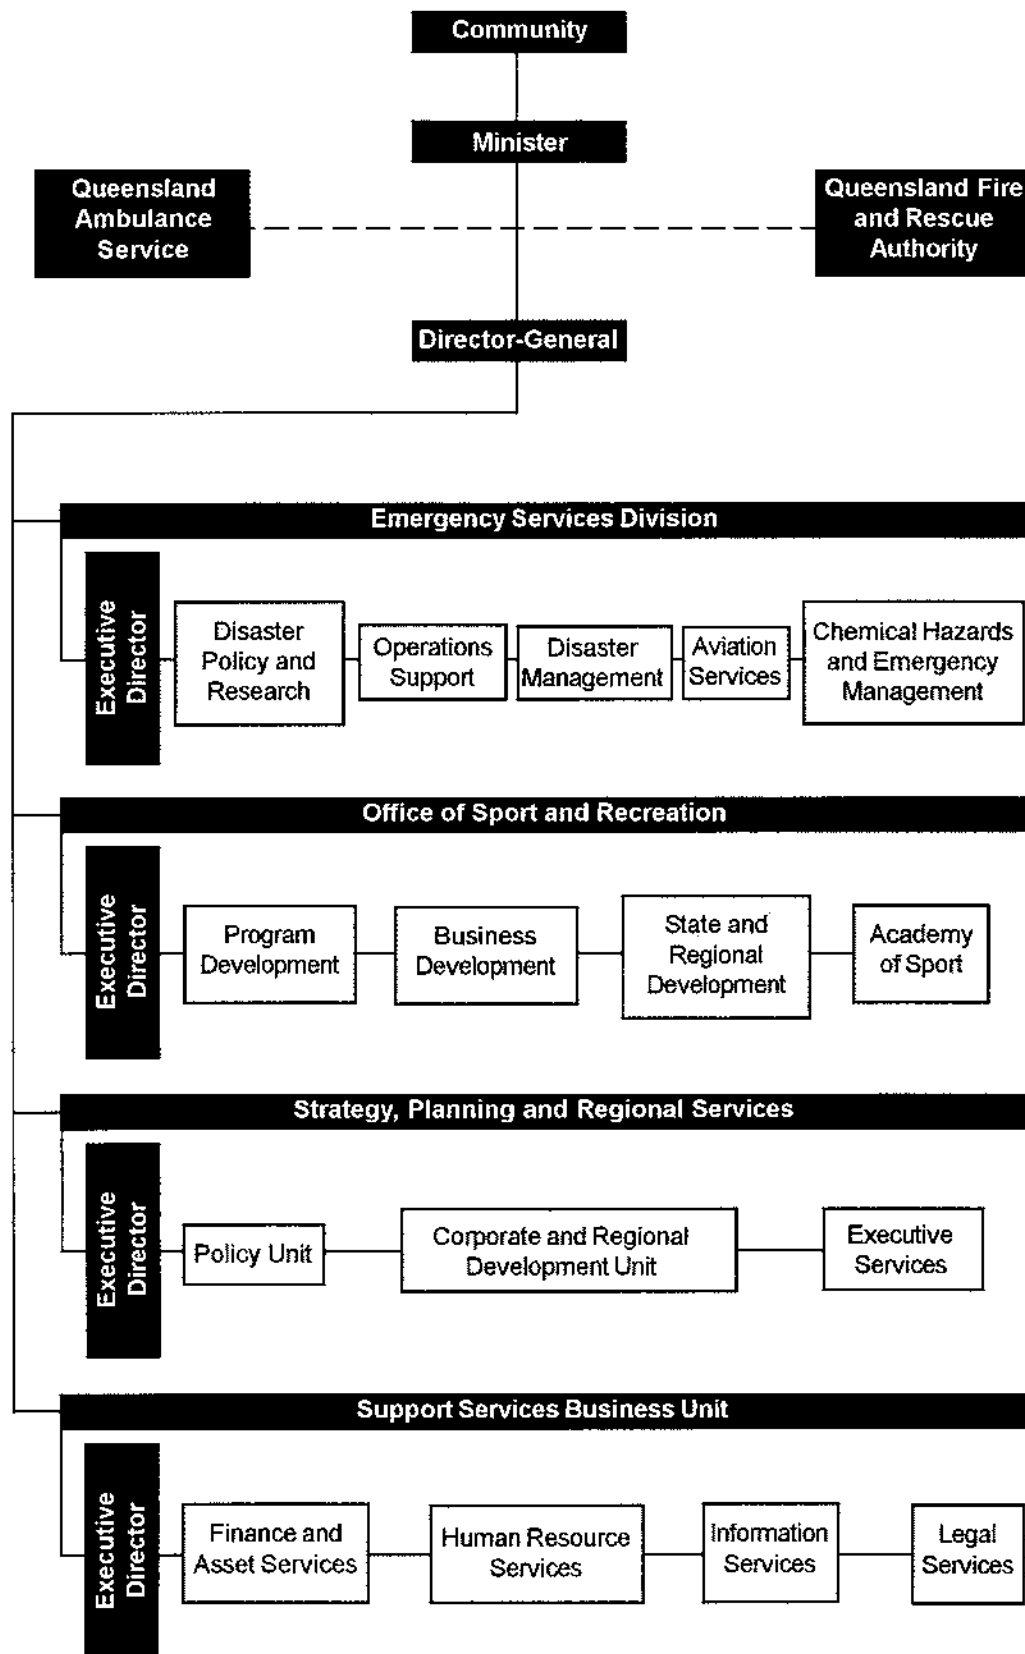 Community
Minister
Queensland
Ambulance
Service
Queensland Fire
and Rescue
Authority
Director-General
Emergency Services Division
Executive
Director
Disaster
Policy and
Research
Operations
Support
Disaster
Management
Aviation
Services
Chemical Hazards
and Emergency
Management
Office of Sport and Recreation
Executive
Director
Program
Development
Business
Development
State and
Regional
Development
Academy
of Sport
Strategy, Planning and Regional Services
Executive
Director
Policy Unit
Corporate and Regional
Development Unit
Executive
Services
Support Services Business Unit
Executive
Director
Finance and
Asset Services
Human Resource
Services
Information
Services
Legal
Services